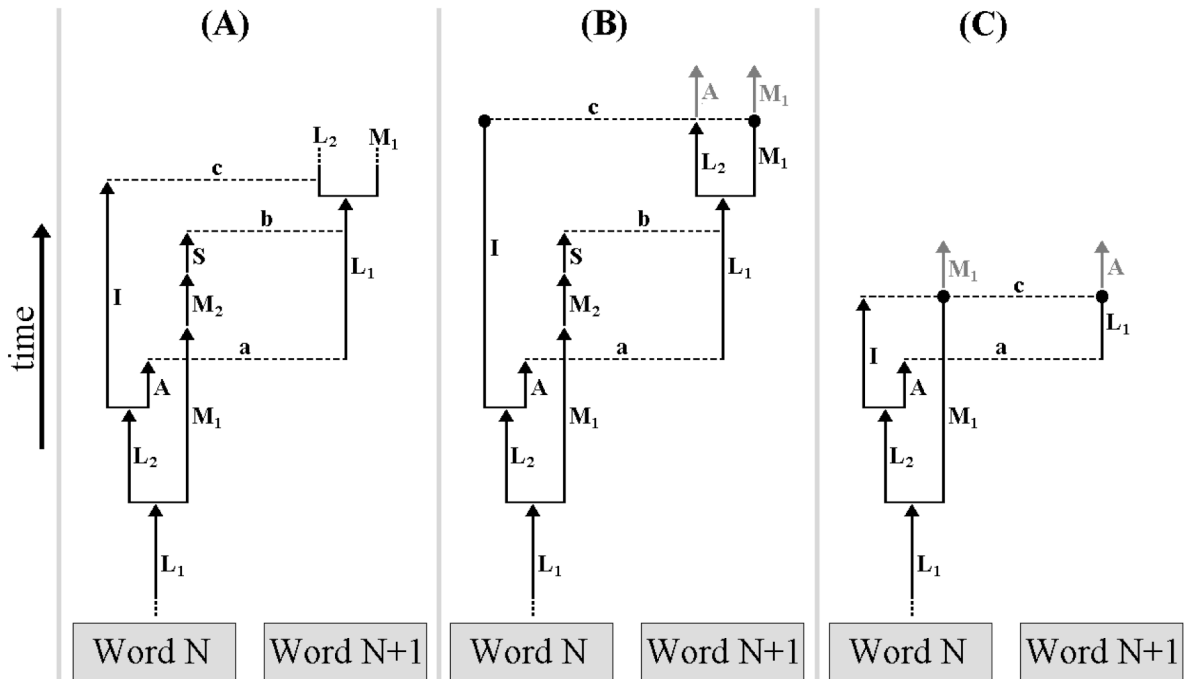 (A)
L₂ M₁
c
b
S
I
L₁
M₂
a
A
M₁
L₂
L₁
time
Word N
Word N+1
(B)
A M₁
c
L₂ M₁
b
I
S
L₁
M₂
a
A
M₁
L₂
L₁
Word N
Word N+1
(C)
M₁ A
c
L₁
I
a
A
M₁
L₂
L₁
Word N
Word N+1